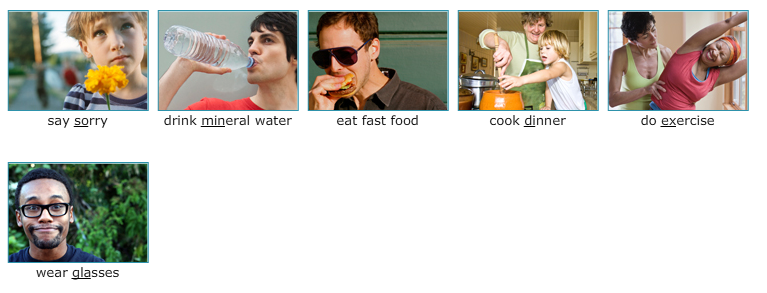 say sorry
drink mineral water
eat fast food
cook dinner
do exercise
wear glasses